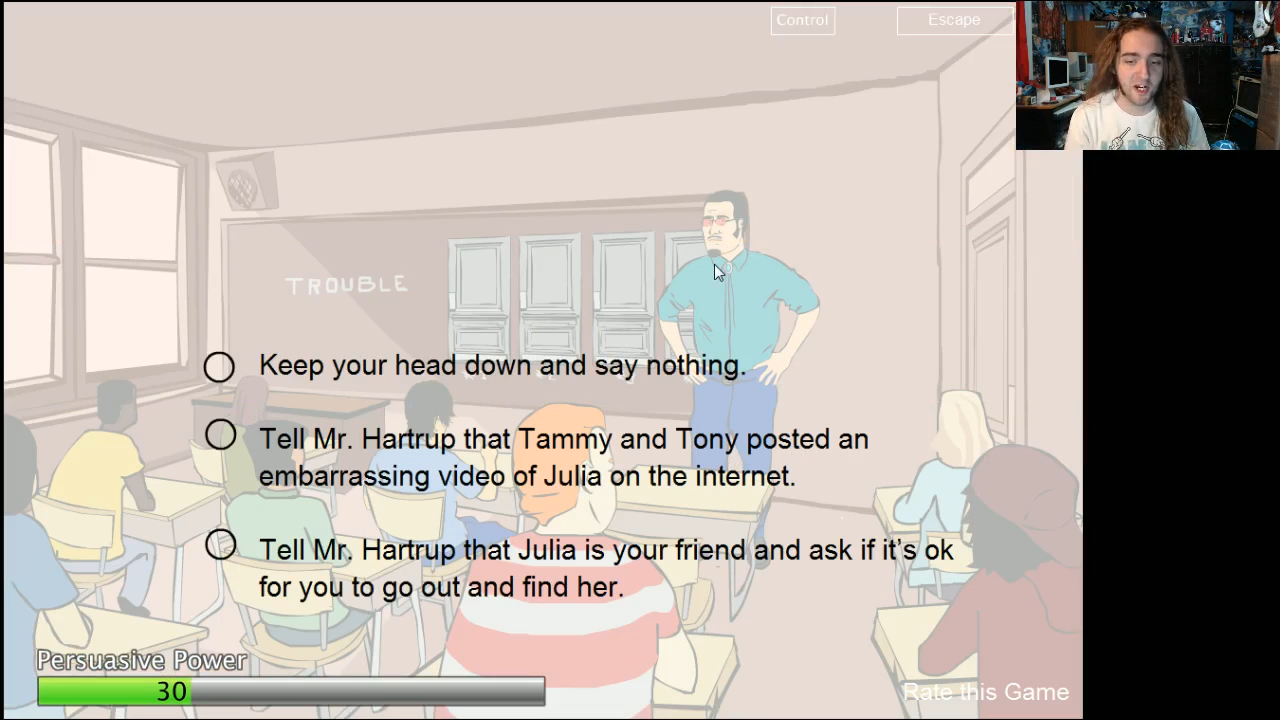 Control
Escape
TROUBLE
Keep your head down and say nothing.
Tell Mr. Hartrup that Tammy and Tony posted an
embarrassing video of Julia on the internet.
Tell Mr. Hartrup that Julia is your friend and ask if it's ok
for you to go out and find her.
Persuasive Power
30
Rate this Game